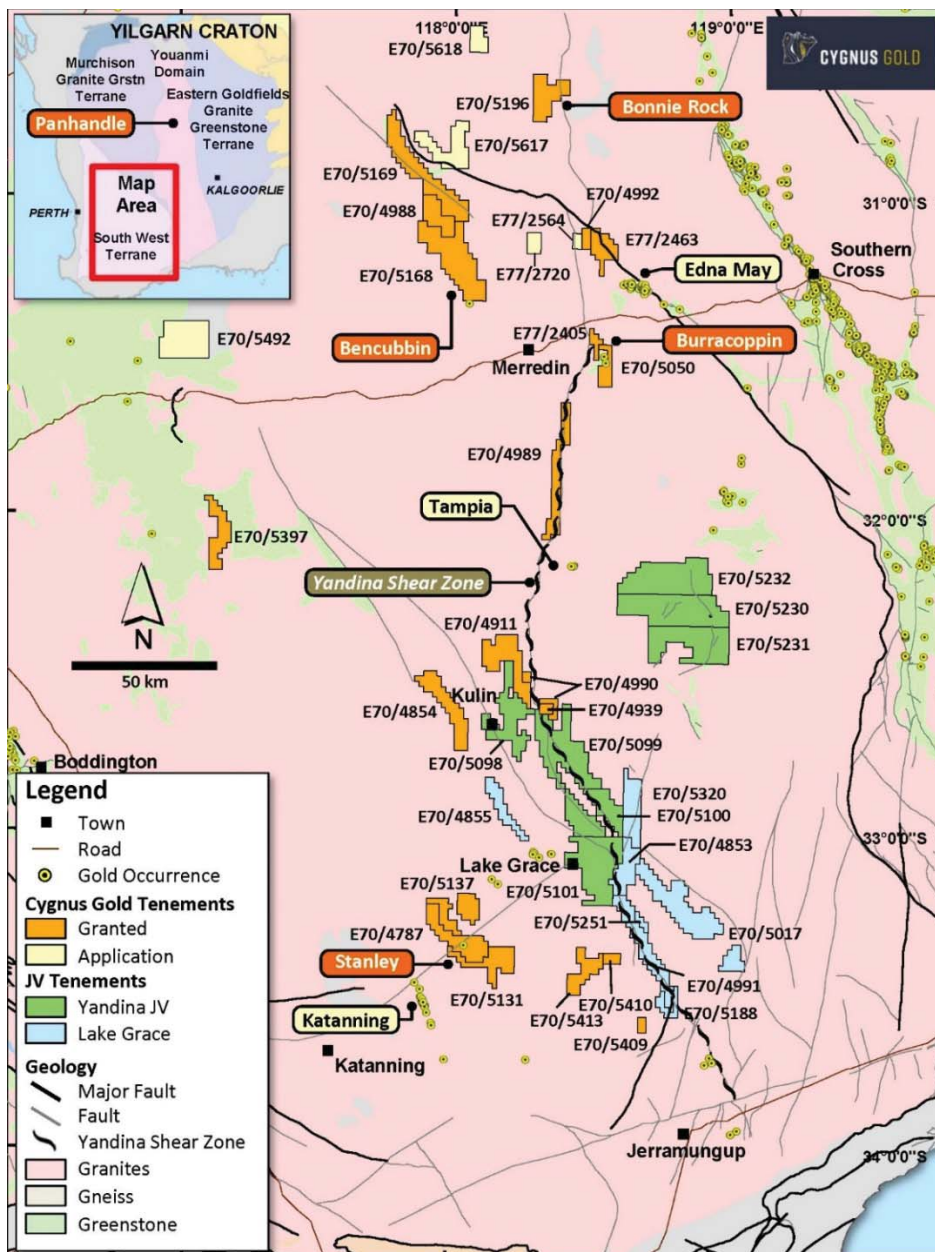 YILGARN CRATON
Murchison
Granite Grstn
Terrane
Youanmi
Domain
Eastern Goldfields
Granite
Greenstone
Terrane
Panhandle
Map
Area
PERTH
KALGOORLIE
South West
Terrane
118°0'0"E
119°0'0"E
CYGNUS GOLD
E70/5618
E70/5196
Bonnie Rock
E70/5617
E70/5169
E70/4992
31°0'0"S
E70/4988
E77/2564
E77/2463
E70/5168
E77/2720
Edna May
Southern
Cross
E70/5492
Bencubbin
E77/2405
Burracoppin
Merredin
E70/5050
E70/4989
Tampia
32°0'0"S
E70/5397
Yandina Shear Zone
E70/5232
E70/5230
E70/5231
N
50 km
E70/4911
E70/4990
Kulin
E70/4939
E70/4854
E70/5099
E70/5098
Boddington
E70/5320
E70/5100
E70/4855
33°0'0"S
E70/4853
Lake Grace
E70/5101
E70/5137
E70/5251
E70/4787
E70/5017
Stanley
E70/4991
E70/5131
E70/5410
E70/5188
E70/5413
Katanning
E70/5409
Katanning
Jerramungup
34°0'0"S
Legend
Town
Road
Gold Occurrence
Cygnus Gold Tenements
Granted
Application
JV Tenements
Yandina JV
Lake Grace
Geology
Major Fault
Fault
Yandina Shear Zone
Granites
Gneiss
Greenstone